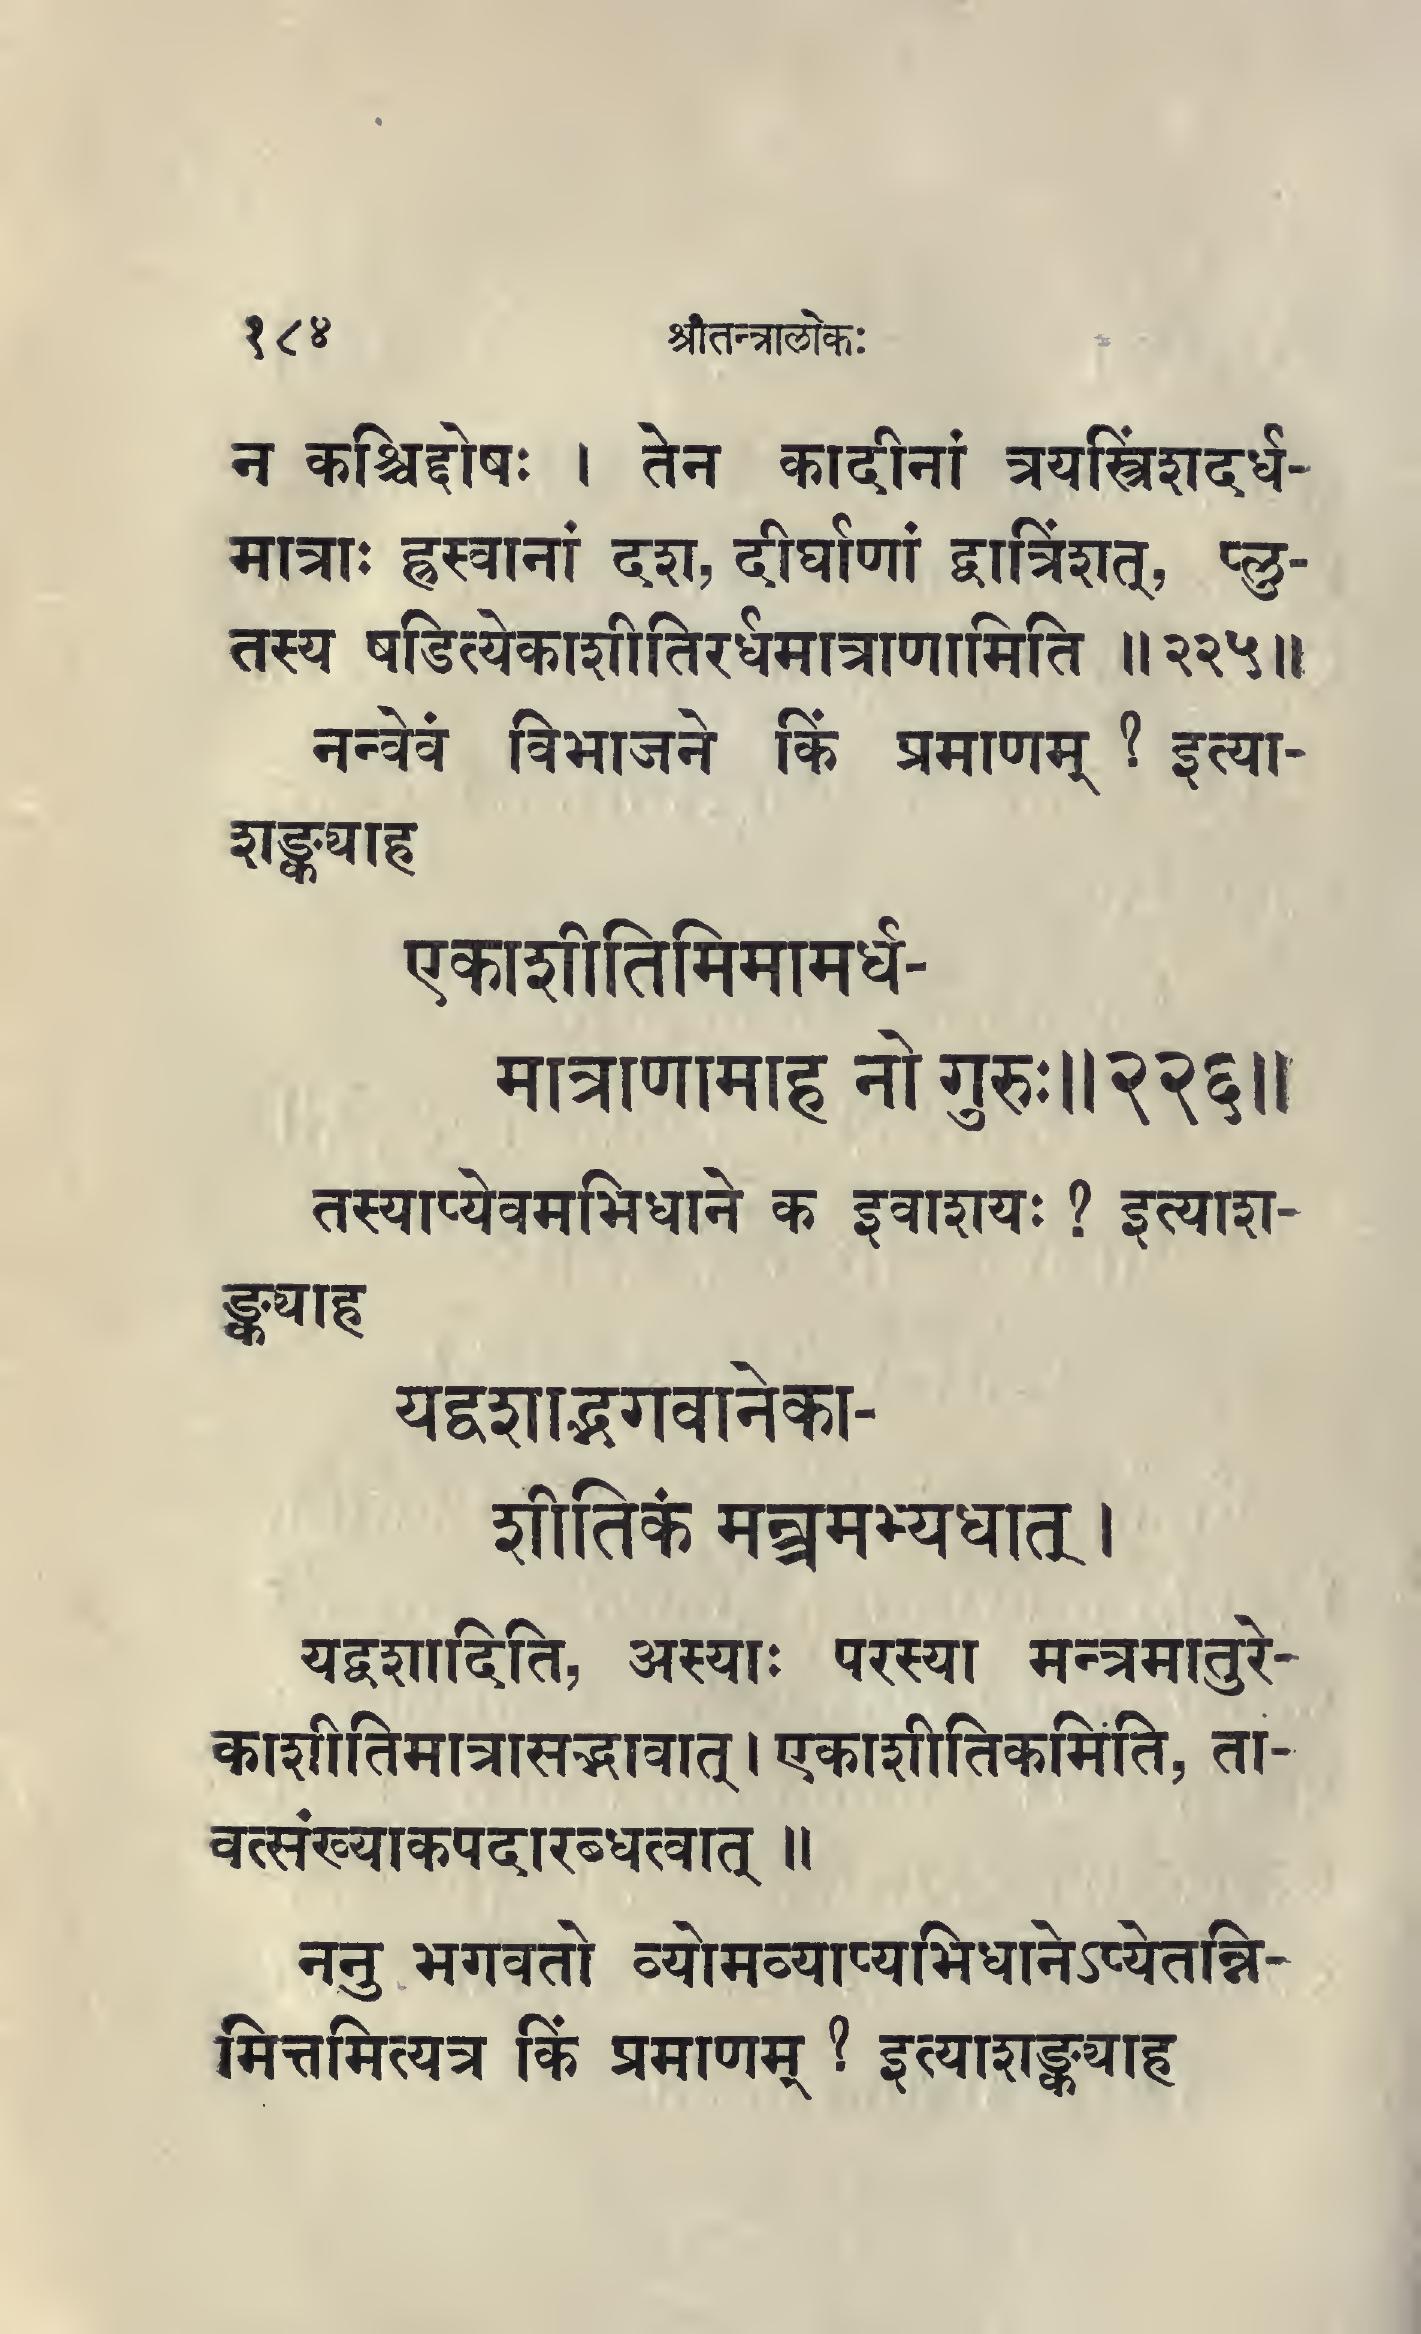 १८४ श्रीतन्त्रालोकः
न कश्चिद्दोषः । तेन कादीनां त्रयस्त्रिंशदर्ध-
मात्राः ह्रस्वानां दश, दीर्घाणां द्वात्रिंशत्, प्लु-
तस्य षडित्येकाशीतिरर्धमात्राणामिति ॥२२५॥
नन्वेवं विभाजने किं प्रमाणम् ? इत्या-
शङ्क्याह
एकाशीतिमिमामर्ध-
मात्राणामाह नो गुरुः॥२२६॥
तस्याप्येवमभिधाने क इवाशयः ? इत्याश-
ङ्क्याह
यद्वशाद्भगवानेका-
शीतिकं मन्त्रमभ्यधात् ।
यद्वशादिति, अस्याः परस्या मन्त्रमातुरे-
काशीतिमात्रासद्भावात् । एकाशीतिकमिति, ता-
वत्संख्याकपदारब्धत्वात् ॥
ननु भगवतो व्योमव्याप्यभिधानेऽप्येतन्नि-
मित्तमित्यत्र किं प्रमाणम् ? इत्याशङ्क्याह